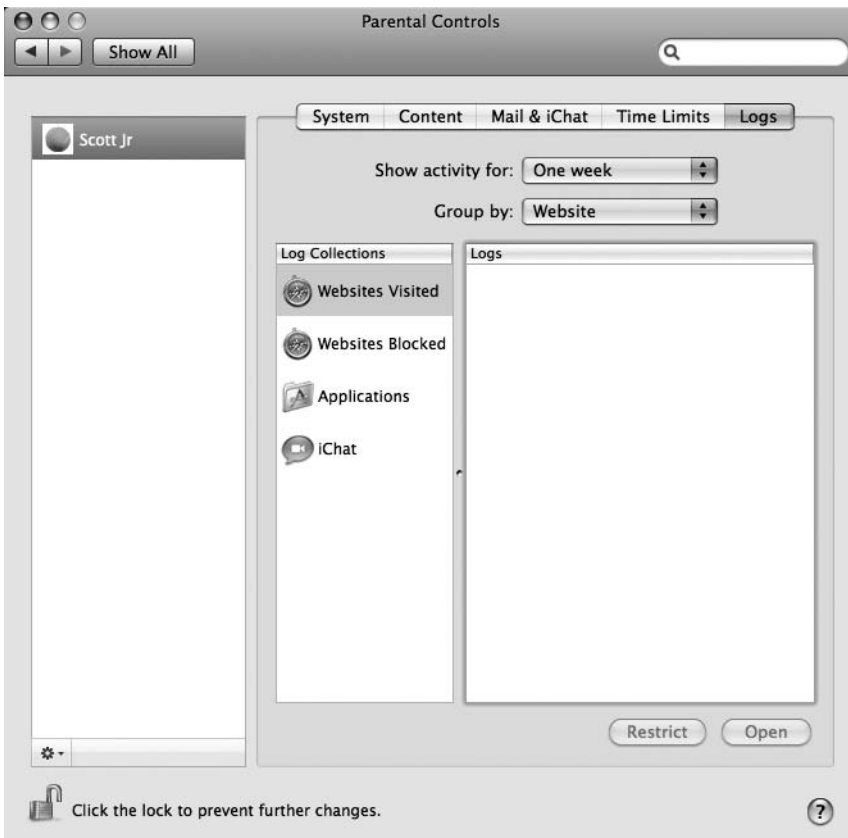 Parental Controls
Show All
Scott Jr
System Content Mail & iChat Time Limits Logs
Show activity for: One week
Group by: Website
Log Collections
Logs
Websites Visited
Websites Blocked
Applications
iChat
Restrict Open
Click the lock to prevent further changes.
?